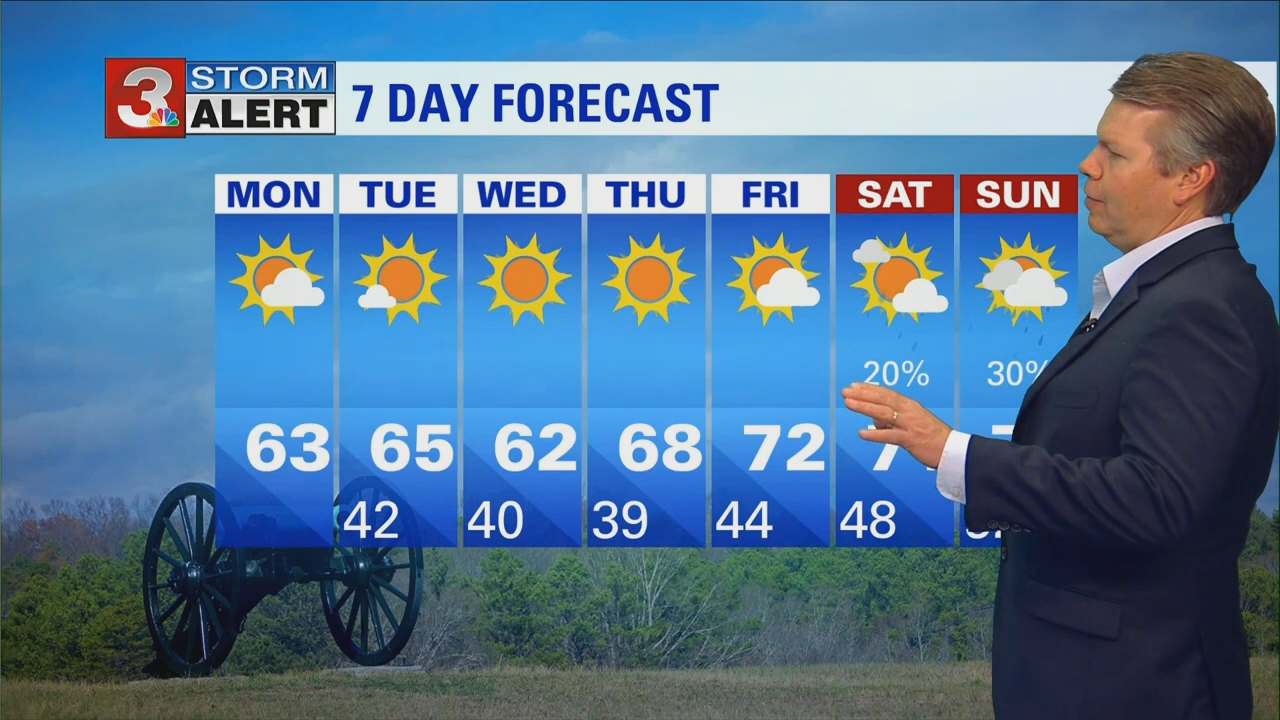 3 STORM
ALERT
7 DAY FORECAST
MON TUE WED THU FRI SAT SUN
20% 30%
63 65 62 68 72
42 40 39 44 48